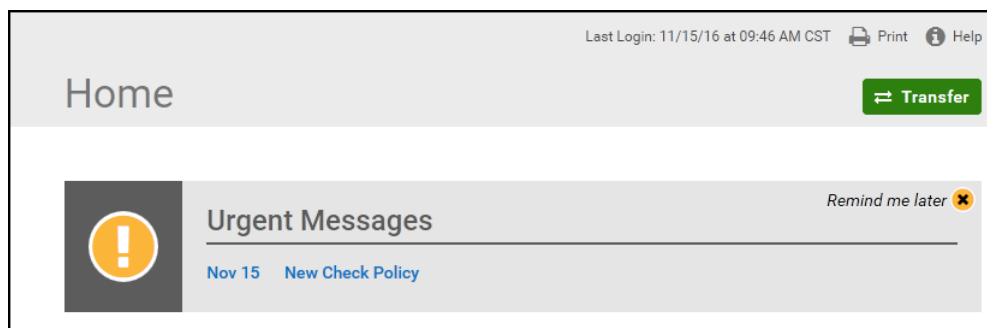 Last Login: 11/15/16 at 09:46 AM CST Print Help
Home
Transfer
Remind me later
Urgent Messages
Nov 15 New Check Policy